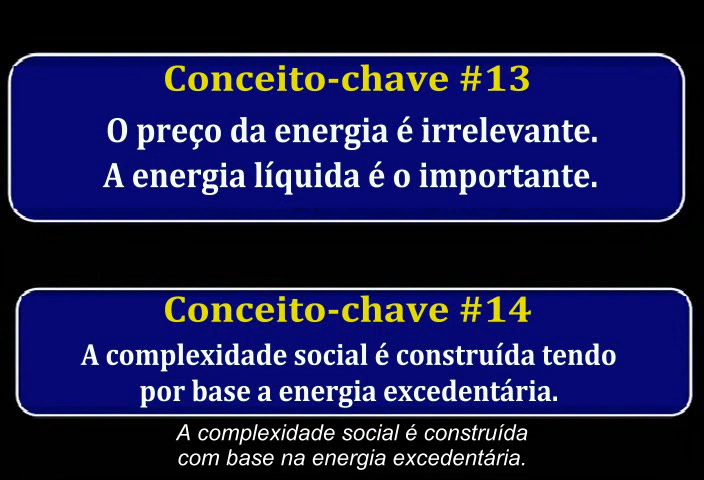 Conceito-chave #13
O preço da energia é irrelevante.
A energia líquida é o importante.
Conceito-chave #14
A complexidade social é construída tendo
por base a energia excedentária.
A complexidade social é construída
com base na energia excedentária.